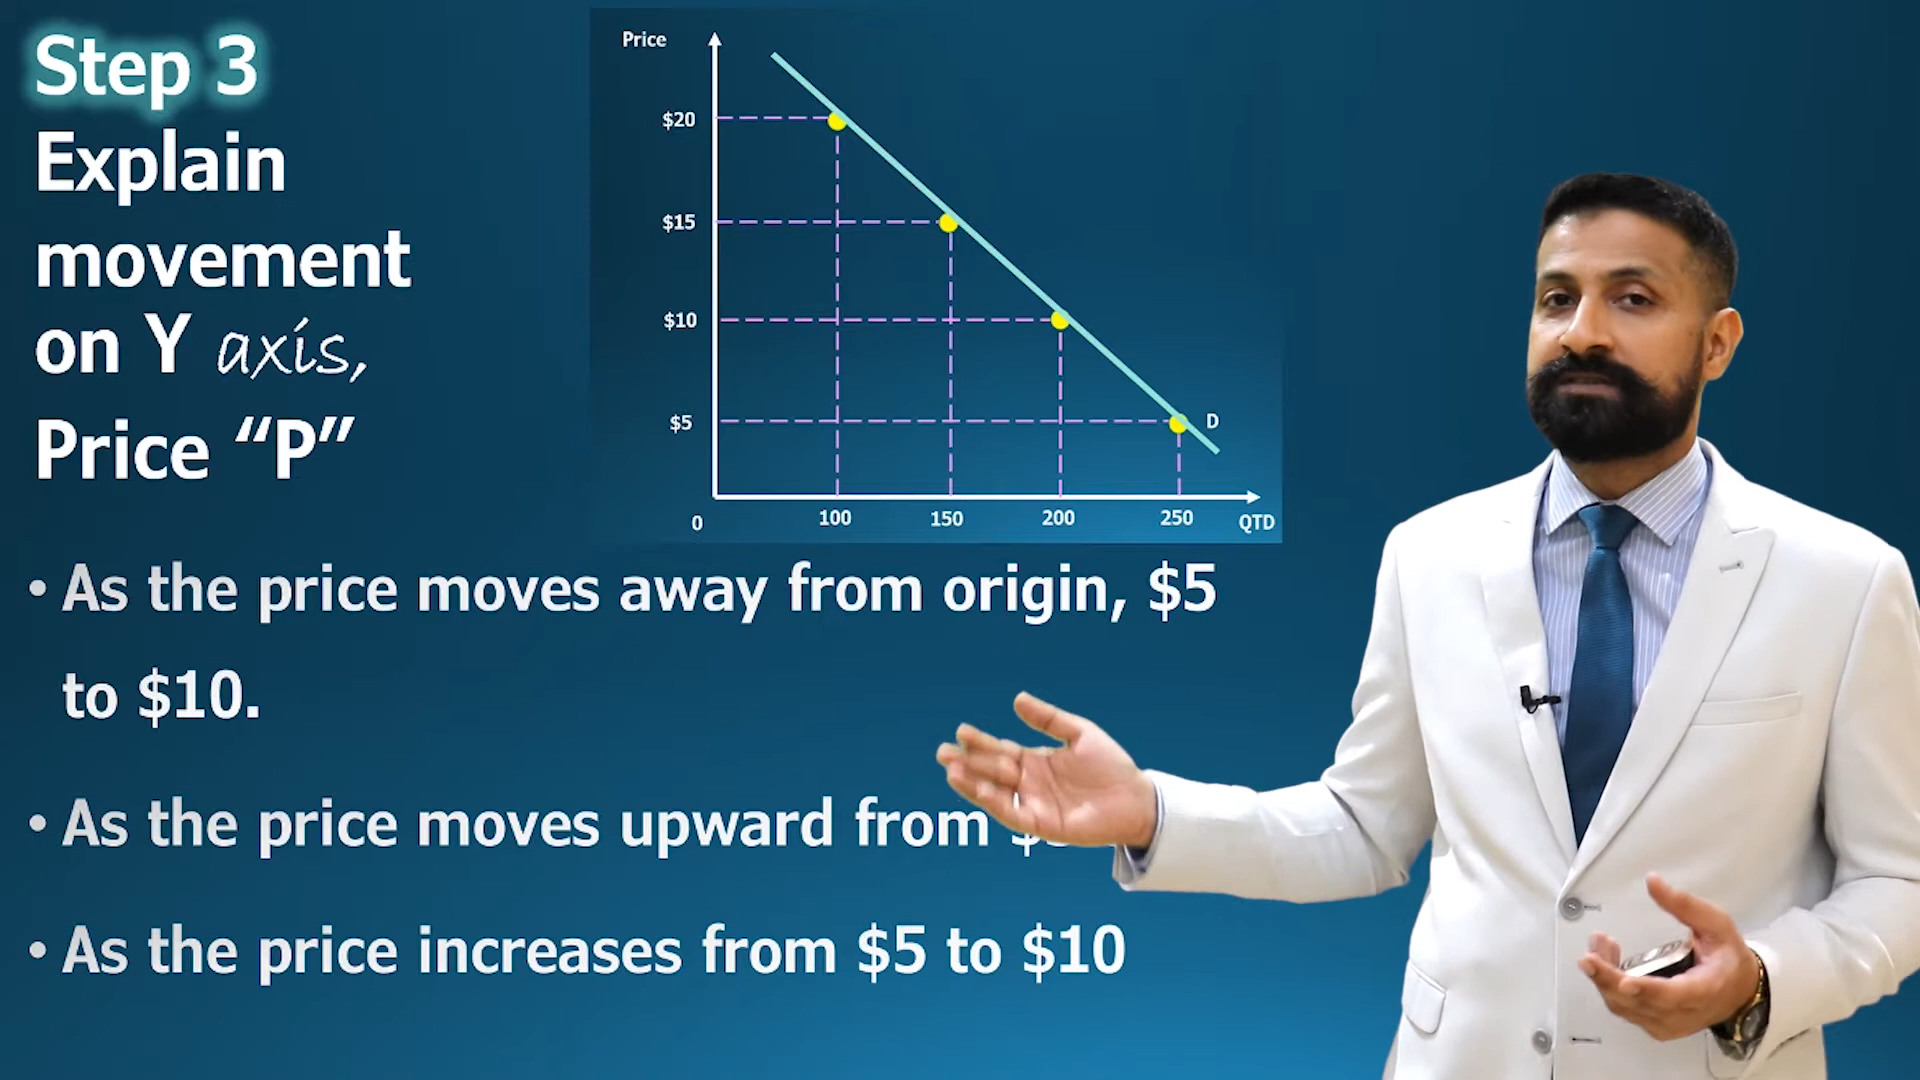 Step 3
Explain
movement
on Y axis,
Price “P”
Price
$20
$15
$10
$5
D
0
100
150
200
250
QTD
• As the price moves away from origin, $5
to $10.
• As the price moves upward from
• As the price increases from $5 to $10